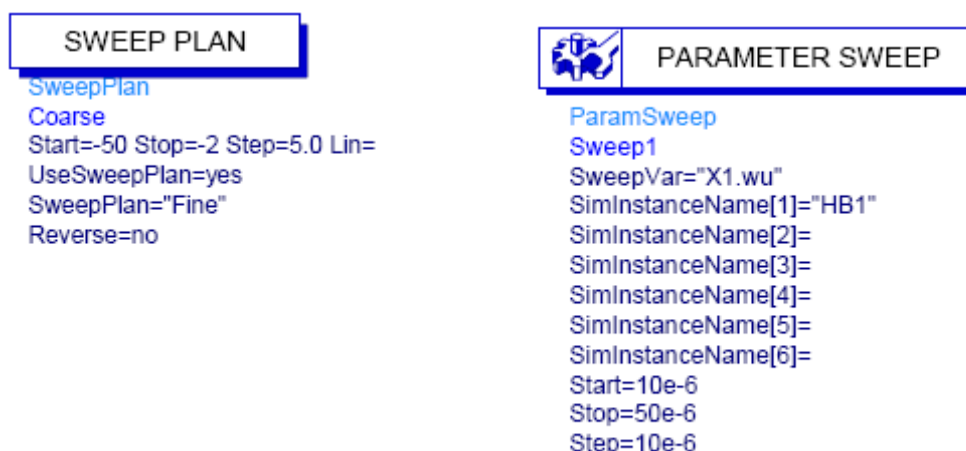 SWEEP PLAN
SweepPlan
Coarse
Start=-50 Stop=-2 Step=5.0 Lin=
UseSweepPlan=yes
SweepPlan="Fine"
Reverse=no
PARAMETER SWEEP
ParamSweep
Sweep1
SweepVar="X1.wu"
SimInstanceName[1]="HB1"
SimInstanceName[2]=
SimInstanceName[3]=
SimInstanceName[4]=
SimInstanceName[5]=
SimInstanceName[6]=
Start=10e-6
Stop=50e-6
Step=10e-6